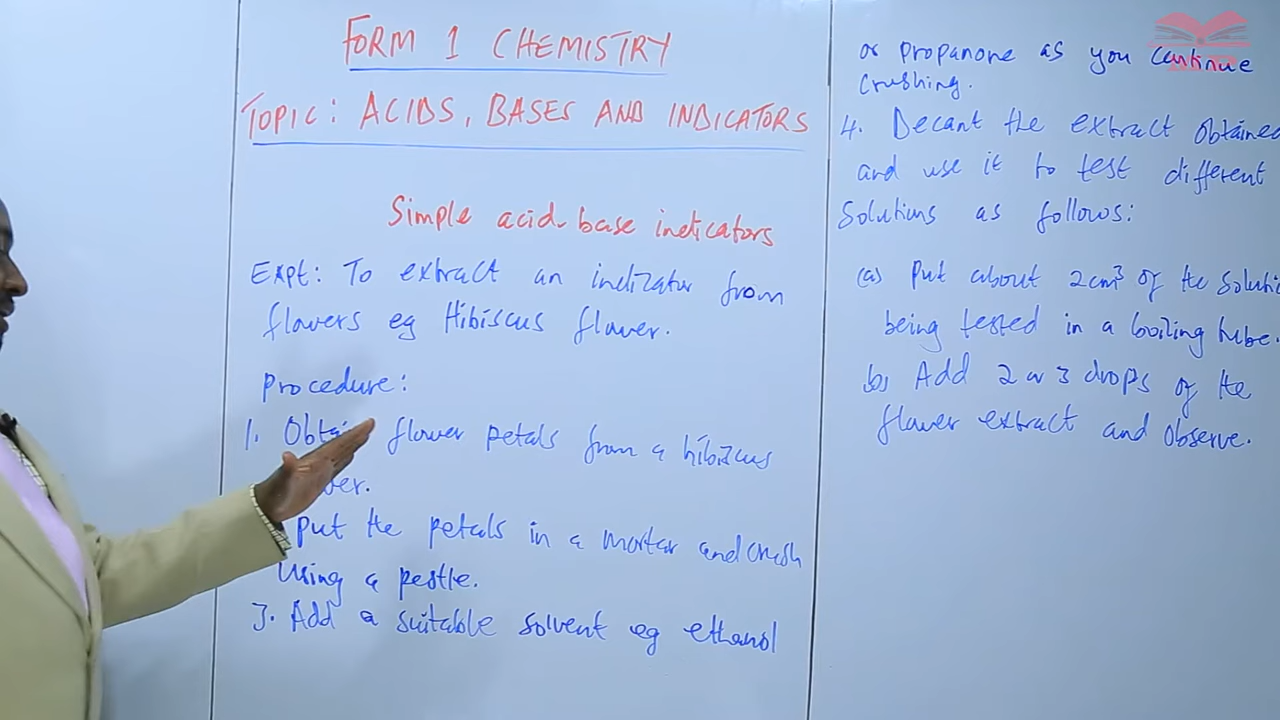 FORM 1 CHEMISTRY
TOPIC: ACIDS, BASES AND INDICATORS
Simple acid-base indicators
Expt: To extract an indicator from
flowers eg Hibiscus flower.
Procedure:
1. Obtain flower petals from a hibiscus
Put the petals in a mortar and crush
using a pestle.
3. Add a suitable solvent eg ethanol
or propanone as you continue
crushing.
4. Decant the extract obtained
and use it to test different
Solutions as follows:
(a) Put about 2cm³ of the
being tested in a boiling tube.
b) Add 2 or 3 drops of the
flower extract and observe.